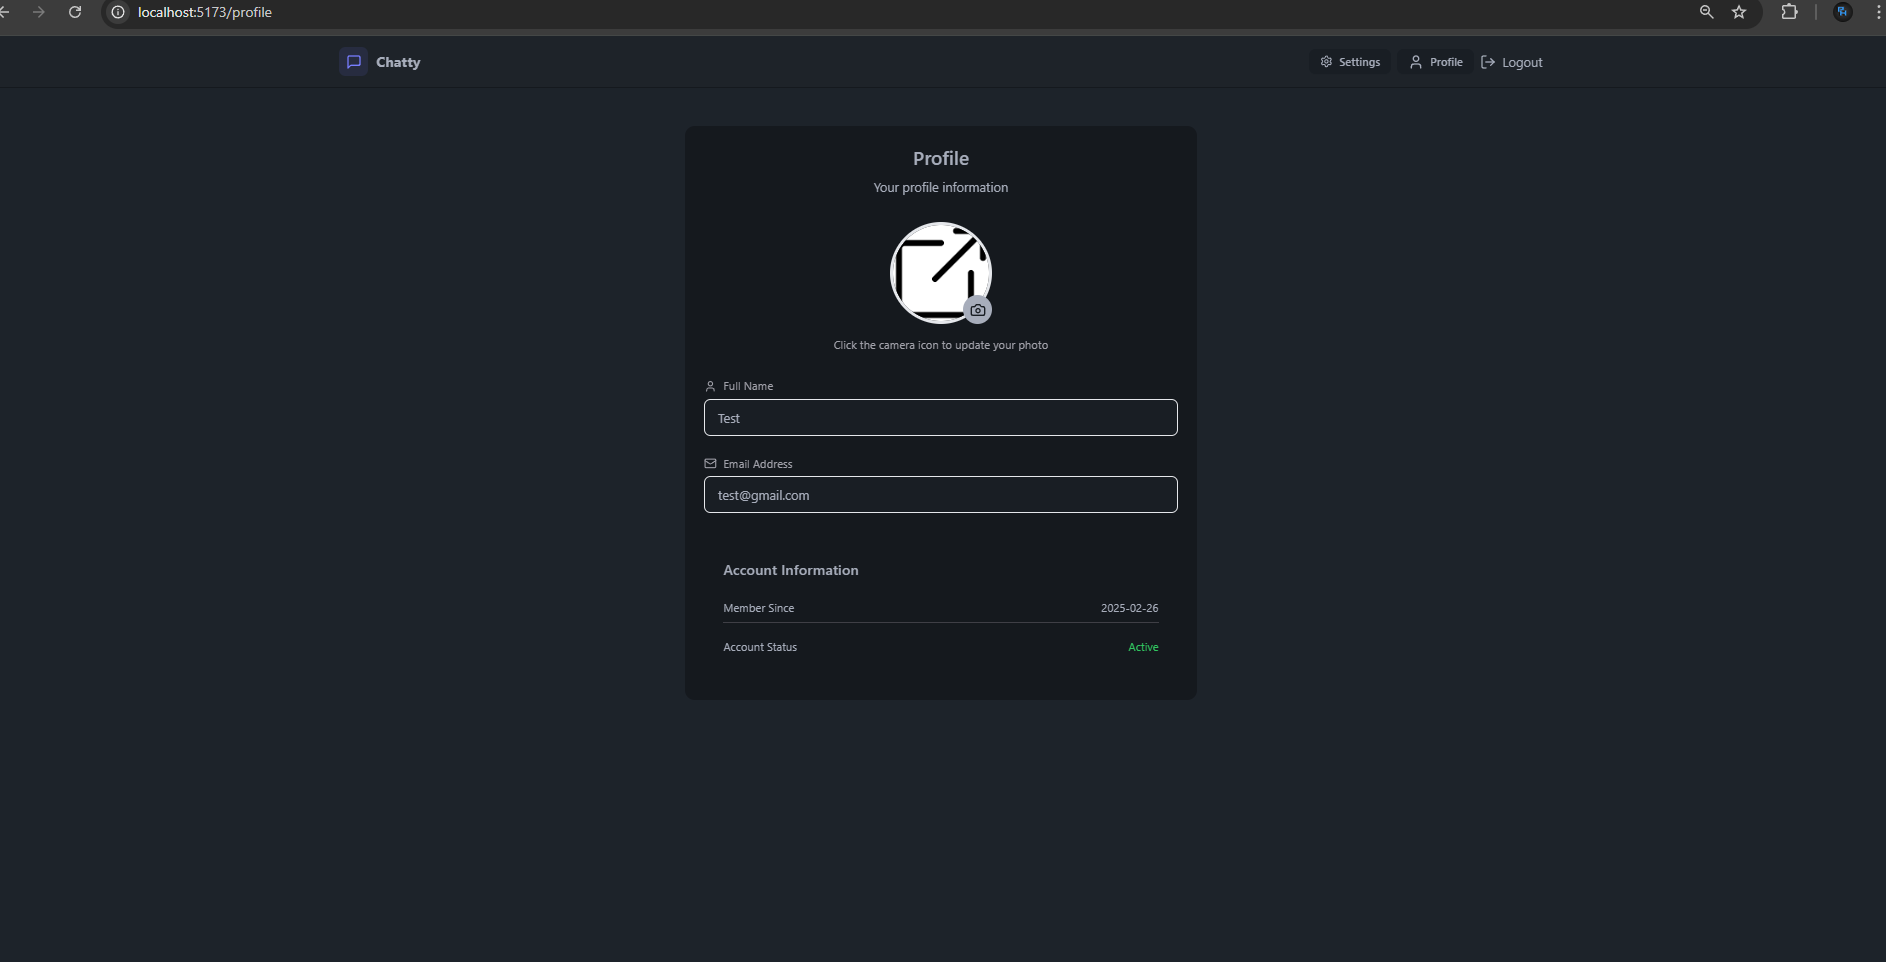 localhost:5173/profile
Chatty
Settings
Profile
Logout
Profile
Your profile information
Click the camera icon to update your photo
Full Name
Test
Email Address
test@gmail.com
Account Information
Member Since 2025-02-26
Account Status Active